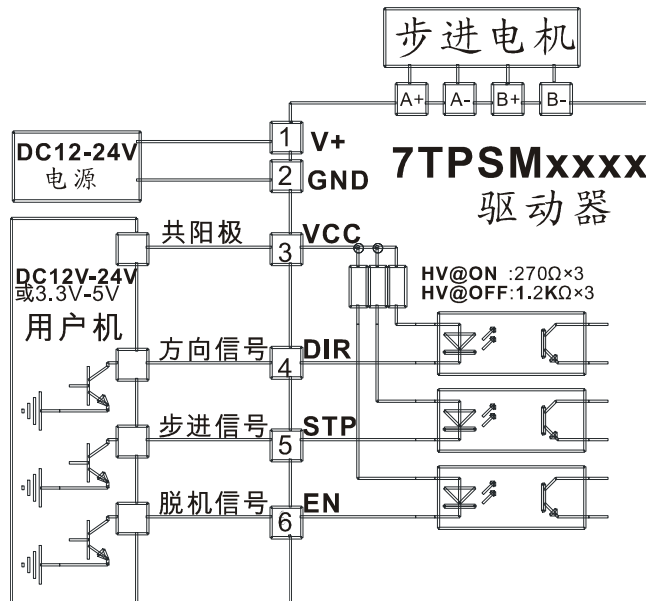 步进电机
A+ A- B+ B-
DC12-24V
电源
1 V+
2 GND
7TPSMxxxx
驱动器
共阳极
3 VCC
DC12V-24V
或3.3V-5V
用户机
HV@ON :270Ω×3
HV@OFF:1.2KΩ×3
方向信号
4 DIR
步进信号
5 STP
脱机信号
6 EN